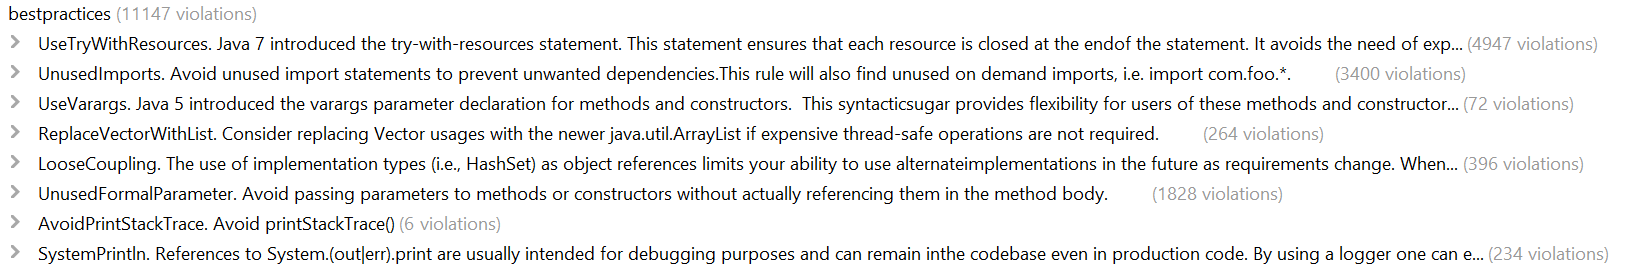 bestpractices (11147 violations)
UseTryWithResources. Java 7 introduced the try-with-resources statement. This statement ensures that each resource is closed at the endof the statement. It avoids the need of exp... (4947 violations)
UnusedImports. Avoid unused import statements to prevent unwanted dependencies.This rule will also find unused on demand imports, i.e. import com.foo.*. (3400 violations)
UseVarargs. Java 5 introduced the varargs parameter declaration for methods and constructors.  This syntacticsugar provides flexibility for users of these methods and constructor... (72 violations)
ReplaceVectorWithList. Consider replacing Vector usages with the newer java.util.ArrayList if expensive thread-safe operations are not required. (264 violations)
LooseCoupling. The use of implementation types (i.e., HashSet) as object references limits your ability to use alternateimplementations in the future as requirements change. When... (396 violations)
UnusedFormalParameter. Avoid passing parameters to methods or constructors without actually referencing them in the method body. (1828 violations)
AvoidPrintStackTrace. Avoid printStackTrace() (6 violations)
SystemPrintln. References to System.(out|err).print are usually intended for debugging purposes and can remain inthe codebase even in production code. By using a logger one can e... (234 violations)